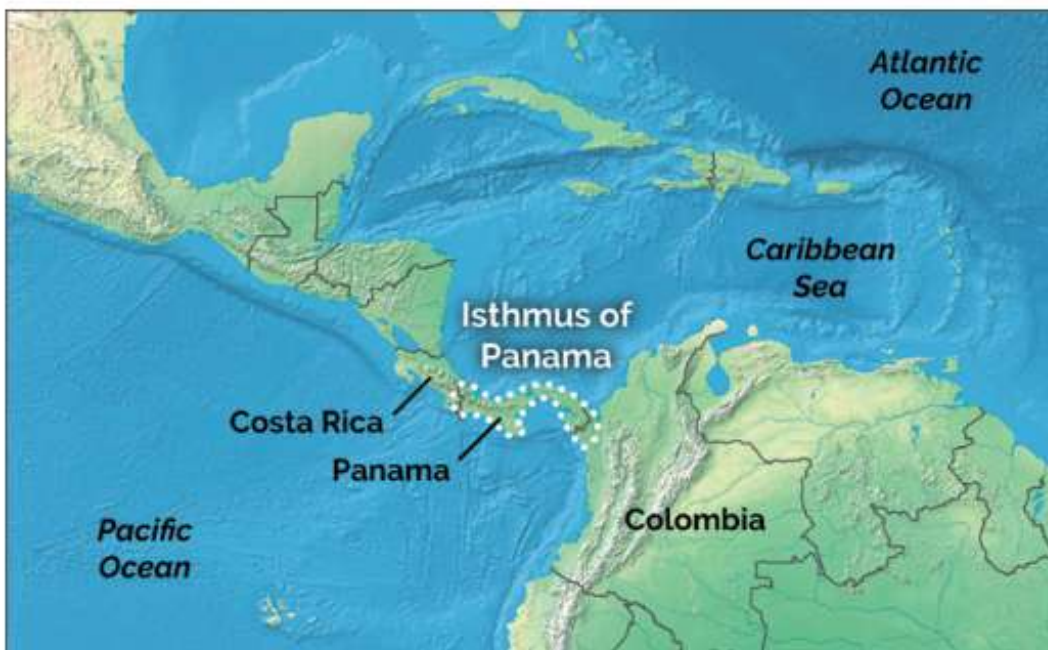 Atlantic
Ocean
Caribbean
Sea
Isthmus of
Panama
Costa Rica
Panama
Colombia
Pacific
Ocean